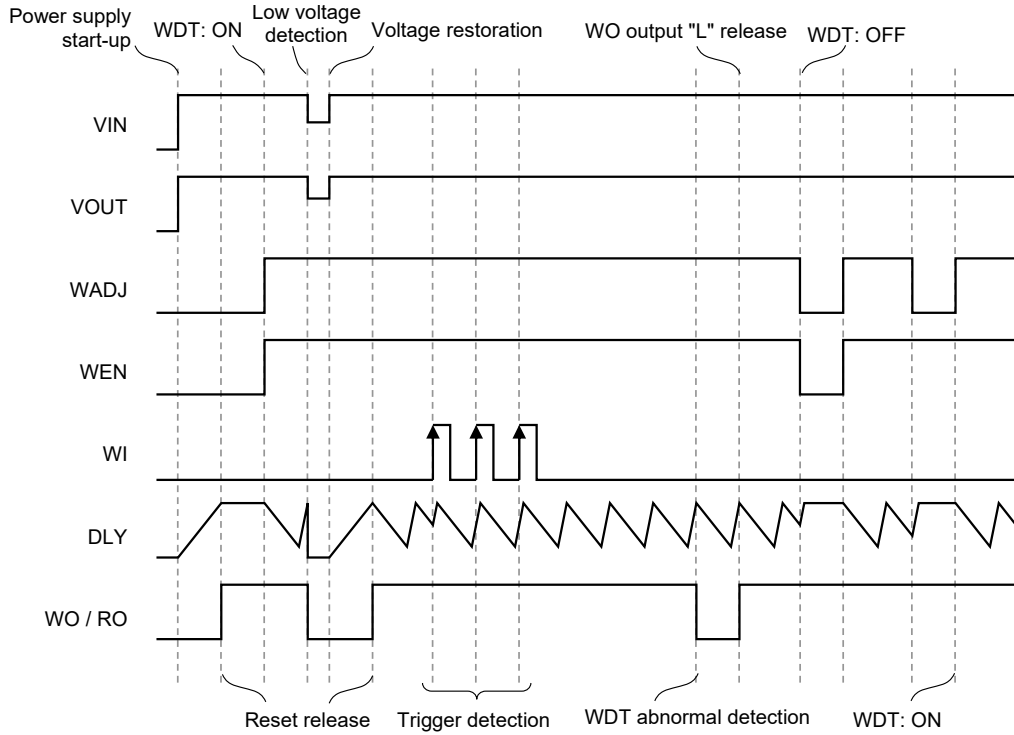 Power supply
start-up
WDT: ON
Low voltage
detection
Voltage restoration
WO output "L" release
WDT: OFF
VIN
VOUT
WADJ
WEN
WI
DLY
WO / RO
Reset release
Trigger detection
WDT abnormal detection
WDT: ON